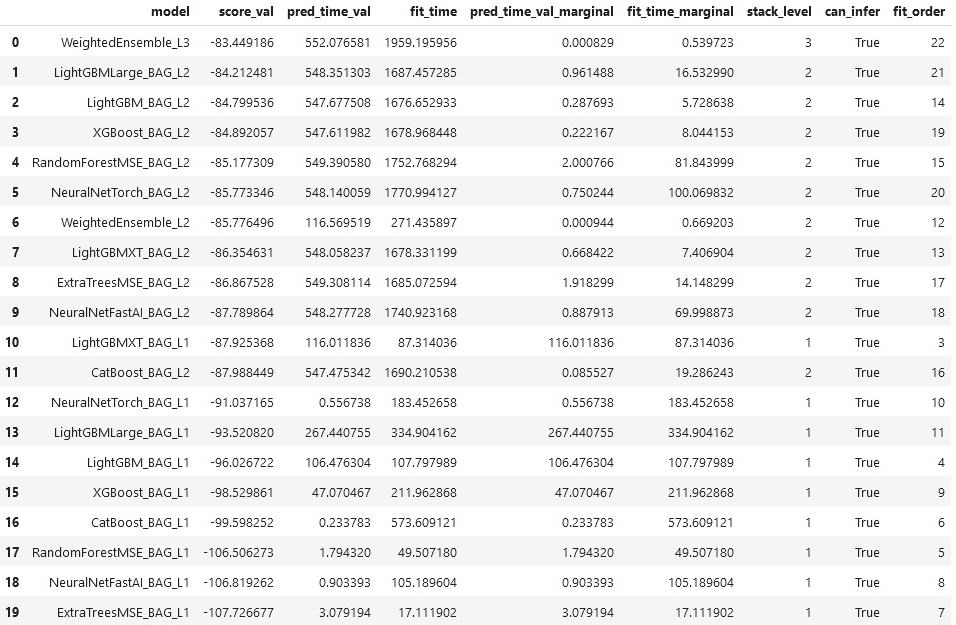 model score_val pred_time_val fit_time pred_time_val_marginal fit_time_marginal stack_level can_infer fit_order
0 WeightedEnsemble_L3 -83.449186 552.076581 1959.195956 0.000829 0.539723 3 True 22
1 LightGBMLarge_BAG_L2 -84.212481 548.351303 1687.457285 0.961488 16.532990 2 True 21
2 LightGBM_BAG_L2 -84.799536 547.677508 1676.652933 0.287693 5.728638 2 True 14
3 XGBoost_BAG_L2 -84.892057 547.611982 1678.968448 0.222167 8.044153 2 True 19
4 RandomForestMSE_BAG_L2 -85.177309 549.390580 1752.768294 2.000766 81.843999 2 True 15
5 NeuralNetTorch_BAG_L2 -85.773346 548.140059 1770.994127 0.750244 100.069832 2 True 20
6 WeightedEnsemble_L2 -85.776496 116.569519 271.435897 0.000944 0.669203 2 True 12
7 LightGBMXT_BAG_L2 -86.354631 548.058237 1678.331199 0.668422 7.406904 2 True 13
8 ExtraTreesMSE_BAG_L2 -86.867528 549.308114 1685.072594 1.918299 14.148299 2 True 17
9 NeuralNetFastAI_BAG_L2 -87.789864 548.277728 1740.923168 0.887913 69.998873 2 True 18
10 LightGBMXT_BAG_L1 -87.925368 116.011836 87.314036 116.011836 87.314036 1 True 3
11 CatBoost_BAG_L2 -87.988449 547.475342 1690.210538 0.085527 19.286243 2 True 16
12 NeuralNetTorch_BAG_L1 -91.037165 0.556738 183.452658 0.556738 183.452658 1 True 10
13 LightGBMLarge_BAG_L1 -93.520820 267.440755 334.904162 267.440755 334.904162 1 True 11
14 LightGBM_BAG_L1 -96.026722 106.476304 107.797989 106.476304 107.797989 1 True 4
15 XGBoost_BAG_L1 -98.529861 47.070467 211.962868 47.070467 211.962868 1 True 9
16 CatBoost_BAG_L1 -99.598252 0.233783 573.609121 0.233783 573.609121 1 True 6
17 RandomForestMSE_BAG_L1 -106.506273 1.794320 49.507180 1.794320 49.507180 1 True 5
18 NeuralNetFastAI_BAG_L1 -106.819262 0.903393 105.189604 0.903393 105.189604 1 True 8
19 ExtraTreesMSE_BAG_L1 -107.726677 3.079194 17.111902 3.079194 17.111902 1 True 7